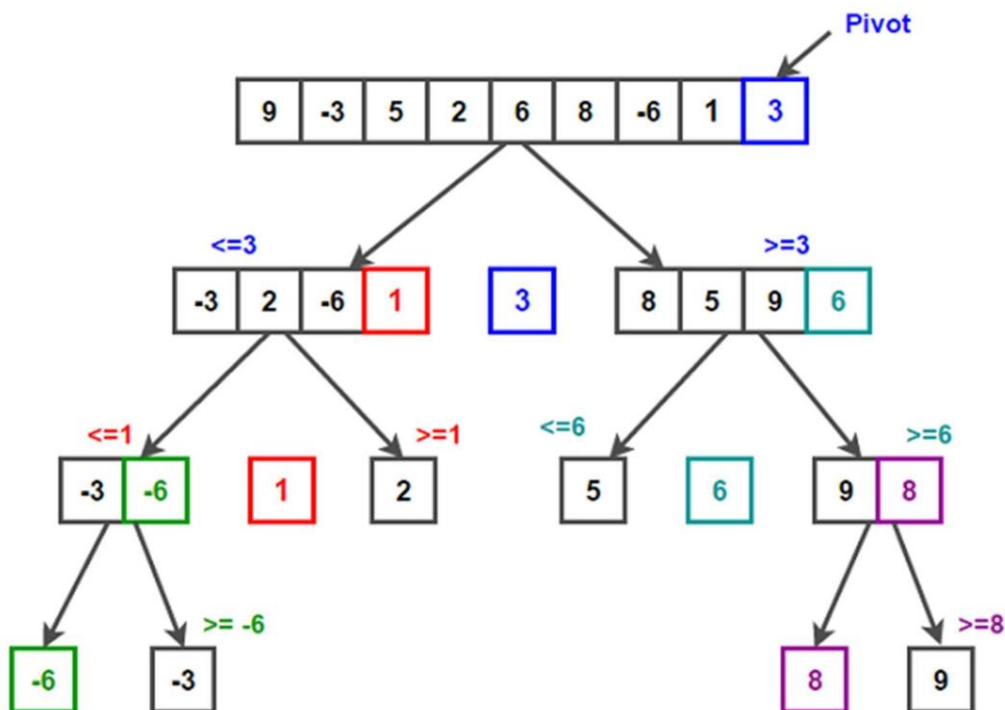 Pivot
9 -3 5 2 6 8 -6 1 3
<=3 >=3
-3 2 -6 1 3 8 5 9 6
<=1 >=1 <=6 >=6
-3 -6 1 2 5 6 9 8
>= -6 >=8
-6 -3 8 9